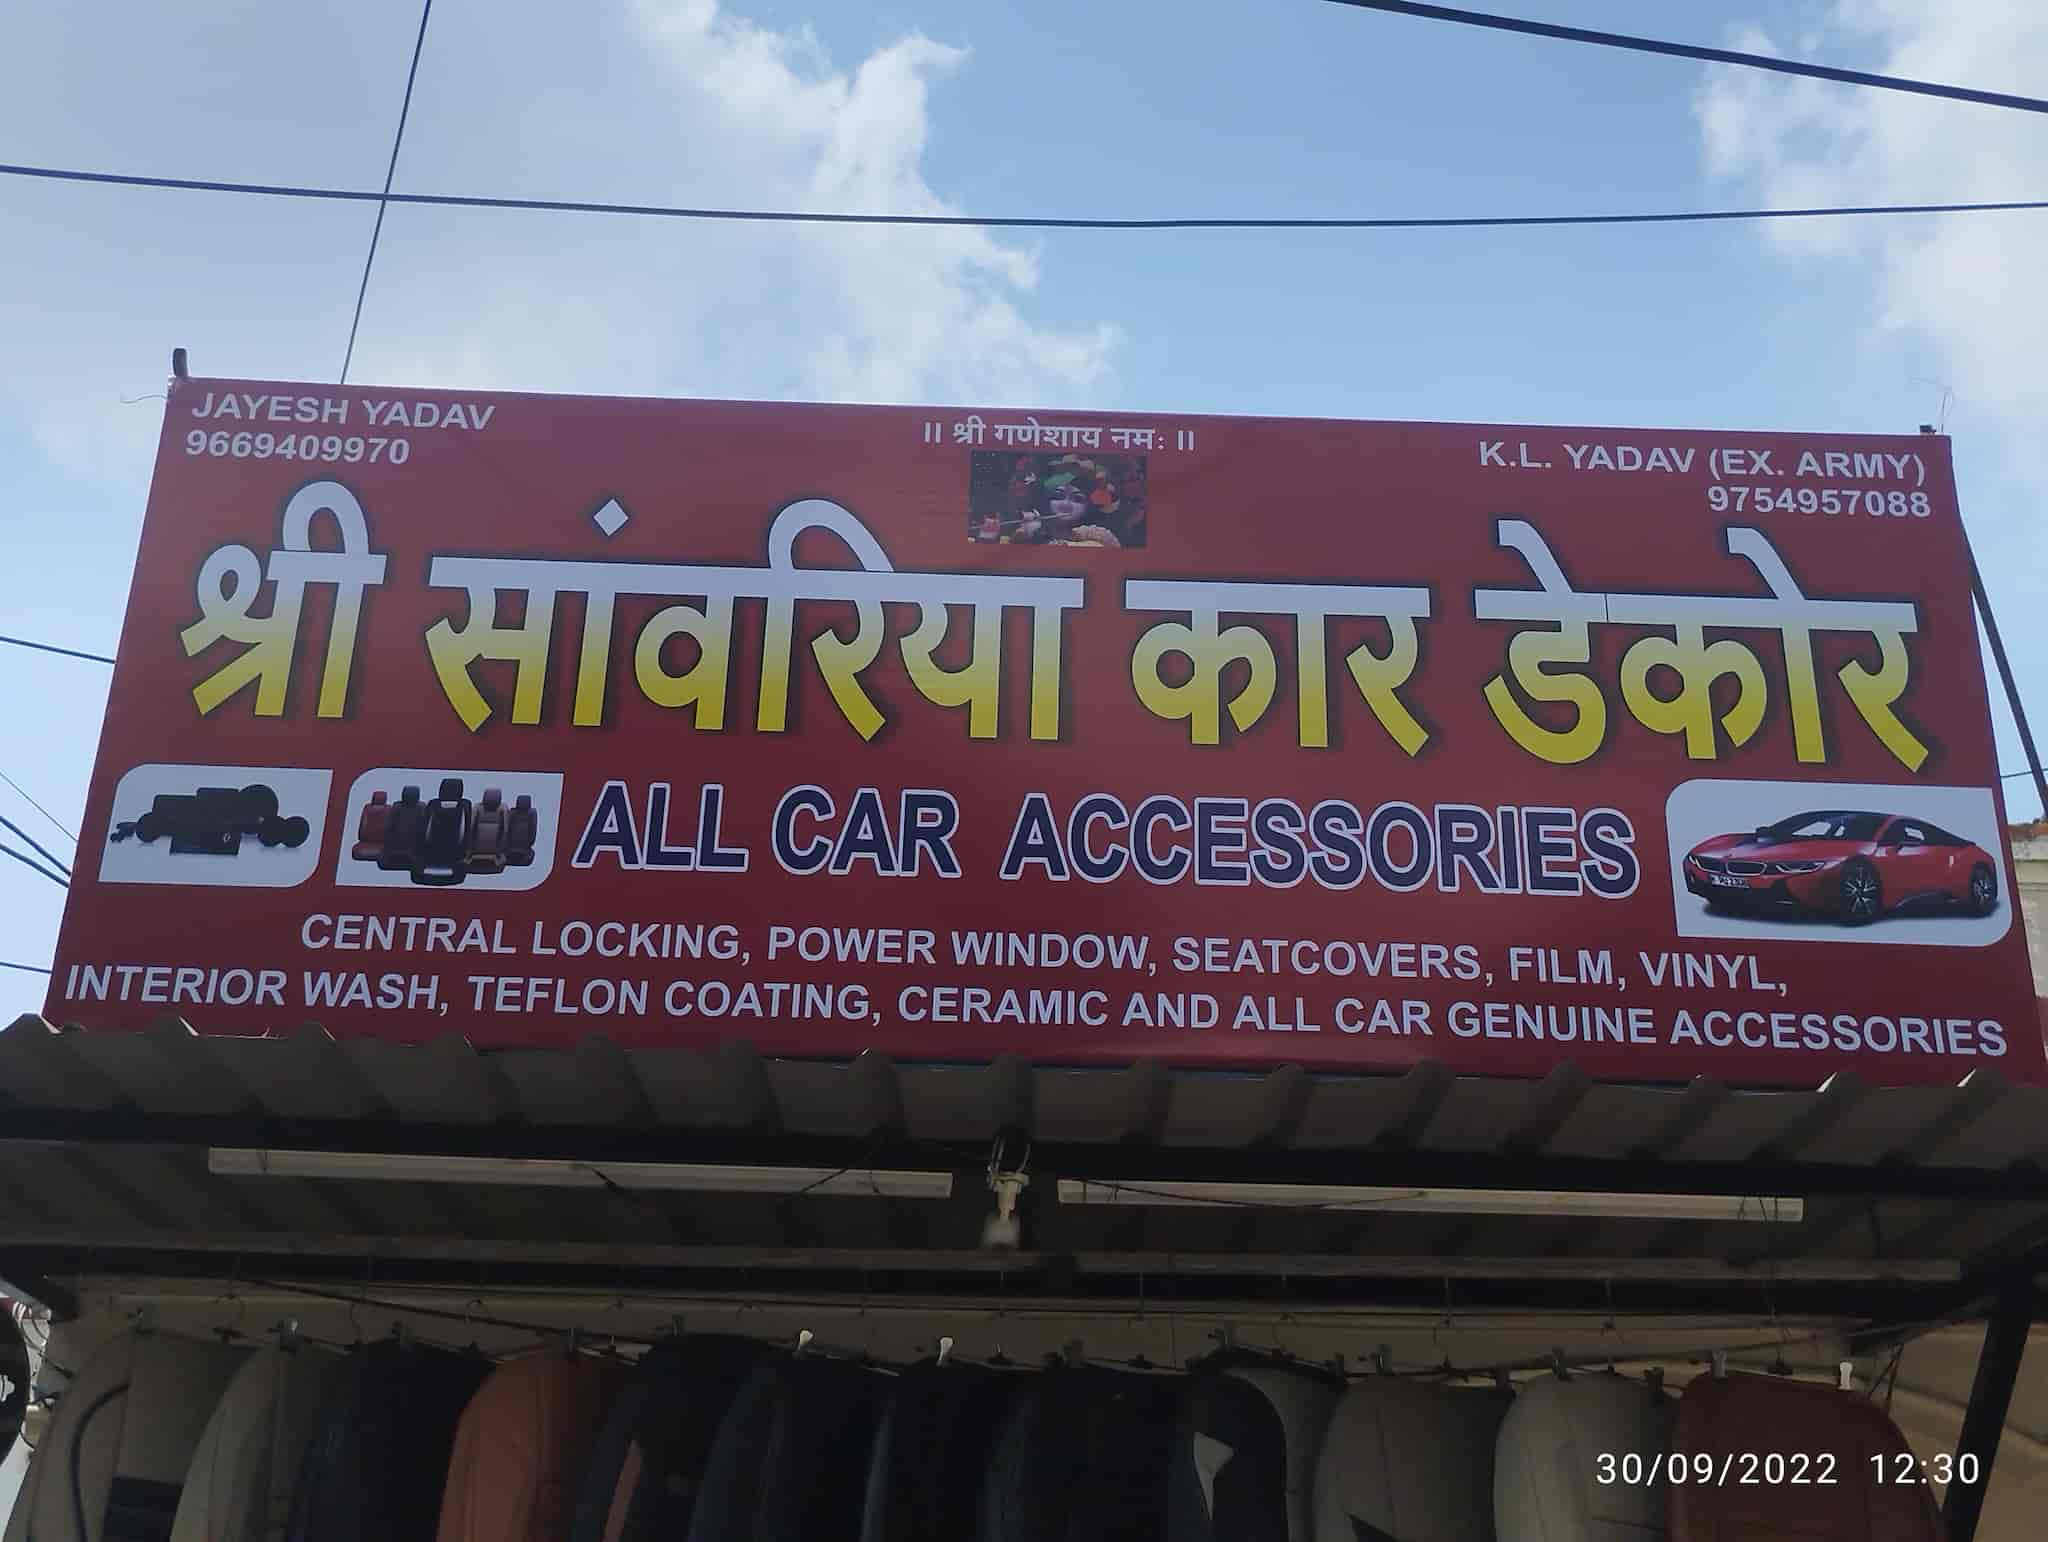 JAYESH YADAV
9669409970
॥ श्री गणेशाय नमः ॥
K.L. YADAV (EX. ARMY)
9754957088
श्री सांवरिया कार डेकोर
ALL CAR ACCESSORIES
CENTRAL LOCKING, POWER WINDOW, SEATCOVERS, FILM, VINYL,
INTERIOR WASH, TEFLON COATING, CERAMIC AND ALL CAR GENUINE ACCESSORIES
30/09/2022 12:30